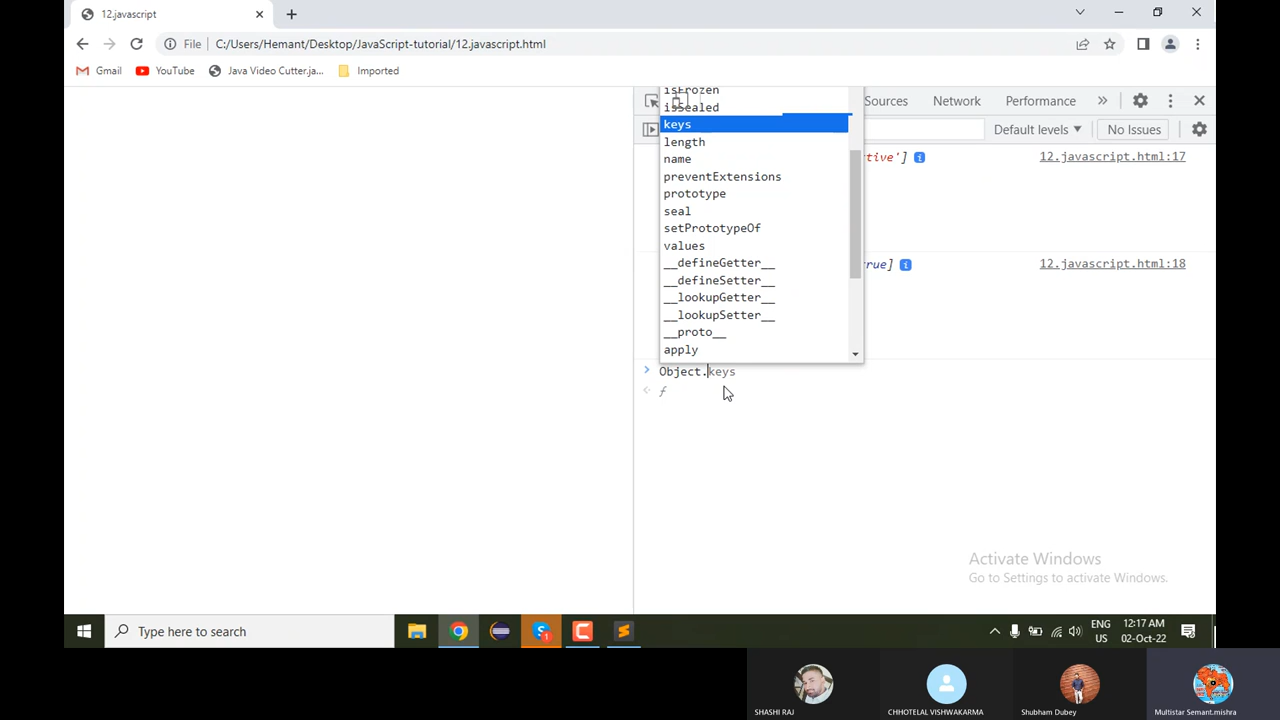 12.javascript
File
C:/Users/Hemant/Desktop/JavaScript-tutorial/12.javascript.html
Gmail
YouTube
Java Video Cutter.ja...
Imported
isFrozen
isSealed
keys
length
name
preventExtensions
prototype
seal
setPrototypeOf
values
__defineGetter__
__defineSetter__
__lookupGetter__
__lookupSetter__
__proto__
apply
Sources Network Performance
Default levels No Issues
tive'] 12.javascript.html:17
rue] 12.javascript.html:18
Object.keys
f
Activate Windows
Go to Settings to activate Windows.
Type here to search
ENG
US
12:17 AM
02-Oct-22
SHASHI RAJ
CHHOTELAL VISHWAKARMA
Shubham Dubey
Multistar Semant.mishra